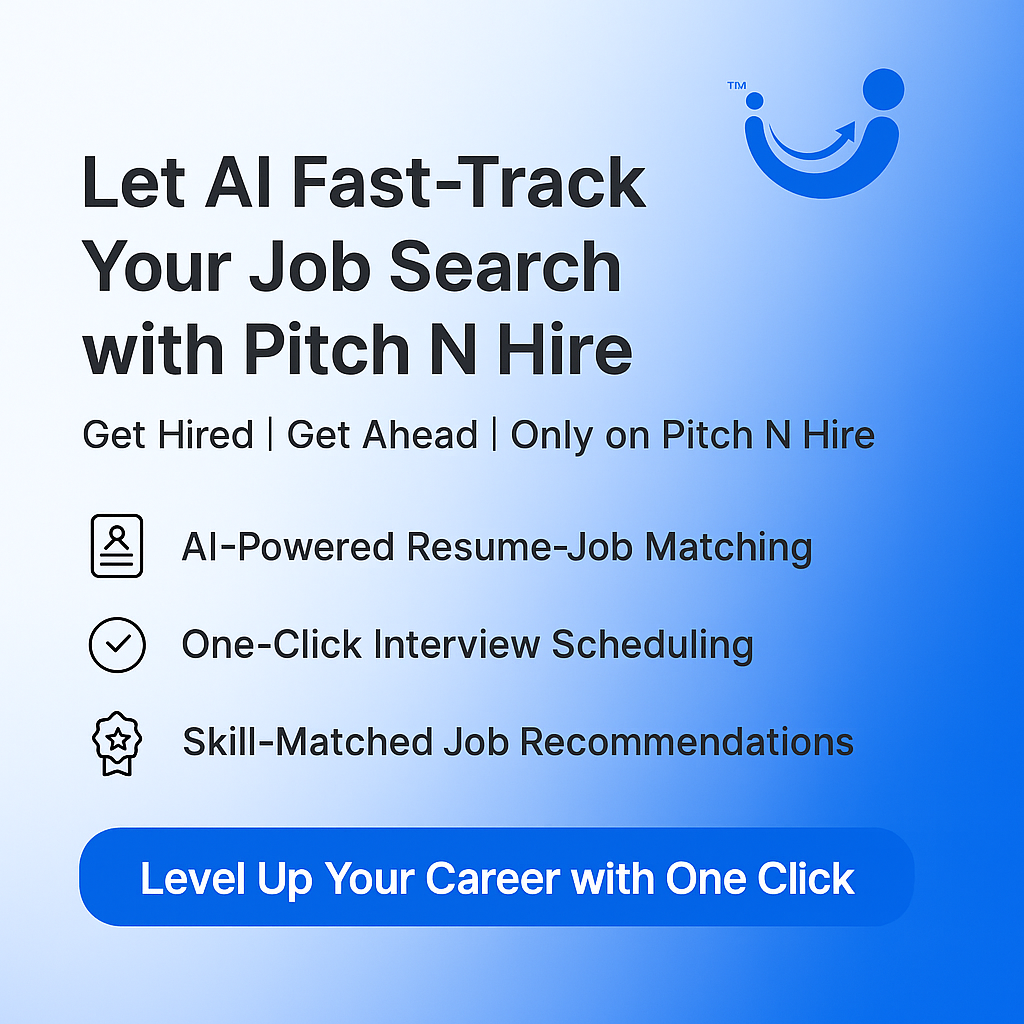 TM
Let AI Fast-Track
Your Job Search
with Pitch N Hire
Get Hired | Get Ahead | Only on Pitch N Hire
AI-Powered Resume-Job Matching
One-Click Interview Scheduling
Skill-Matched Job Recommendations
Level Up Your Career with One Click